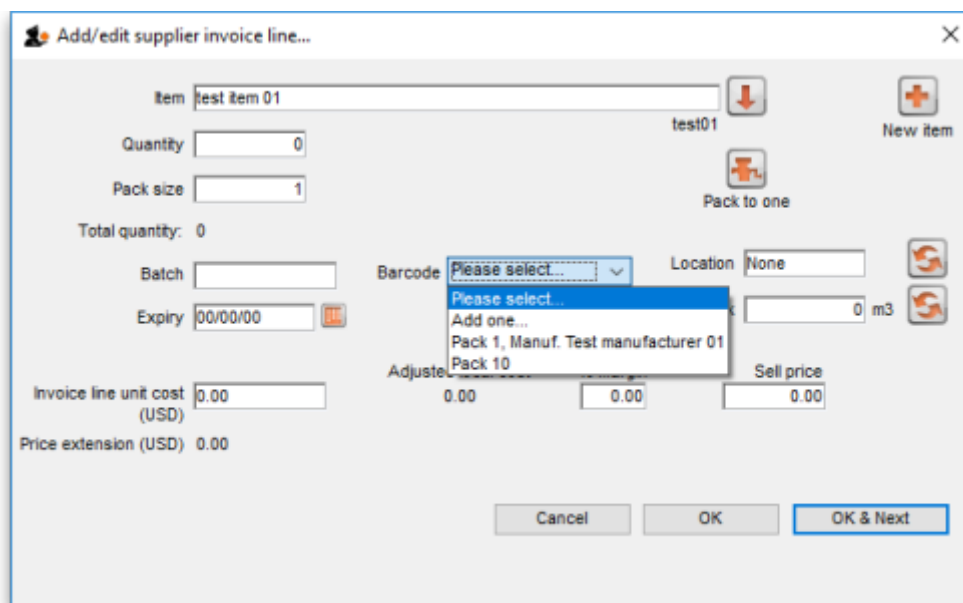 Add/edit supplier invoice line...
Item test item 01
test01
New item
Quantity 0
Pack size 1
Pack to one
Total quantity: 0
Batch Barcode Please select... Location None
Please select...
Expiry 00/00/00 0 m3
Add one...
Pack 1, Manuf. Test manufacturer 01
Pack 10
Sell price
Invoice line unit cost 0.00 0.00 0.00 0.00
(USD)
Price extension (USD) 0.00
Cancel OK OK & Next